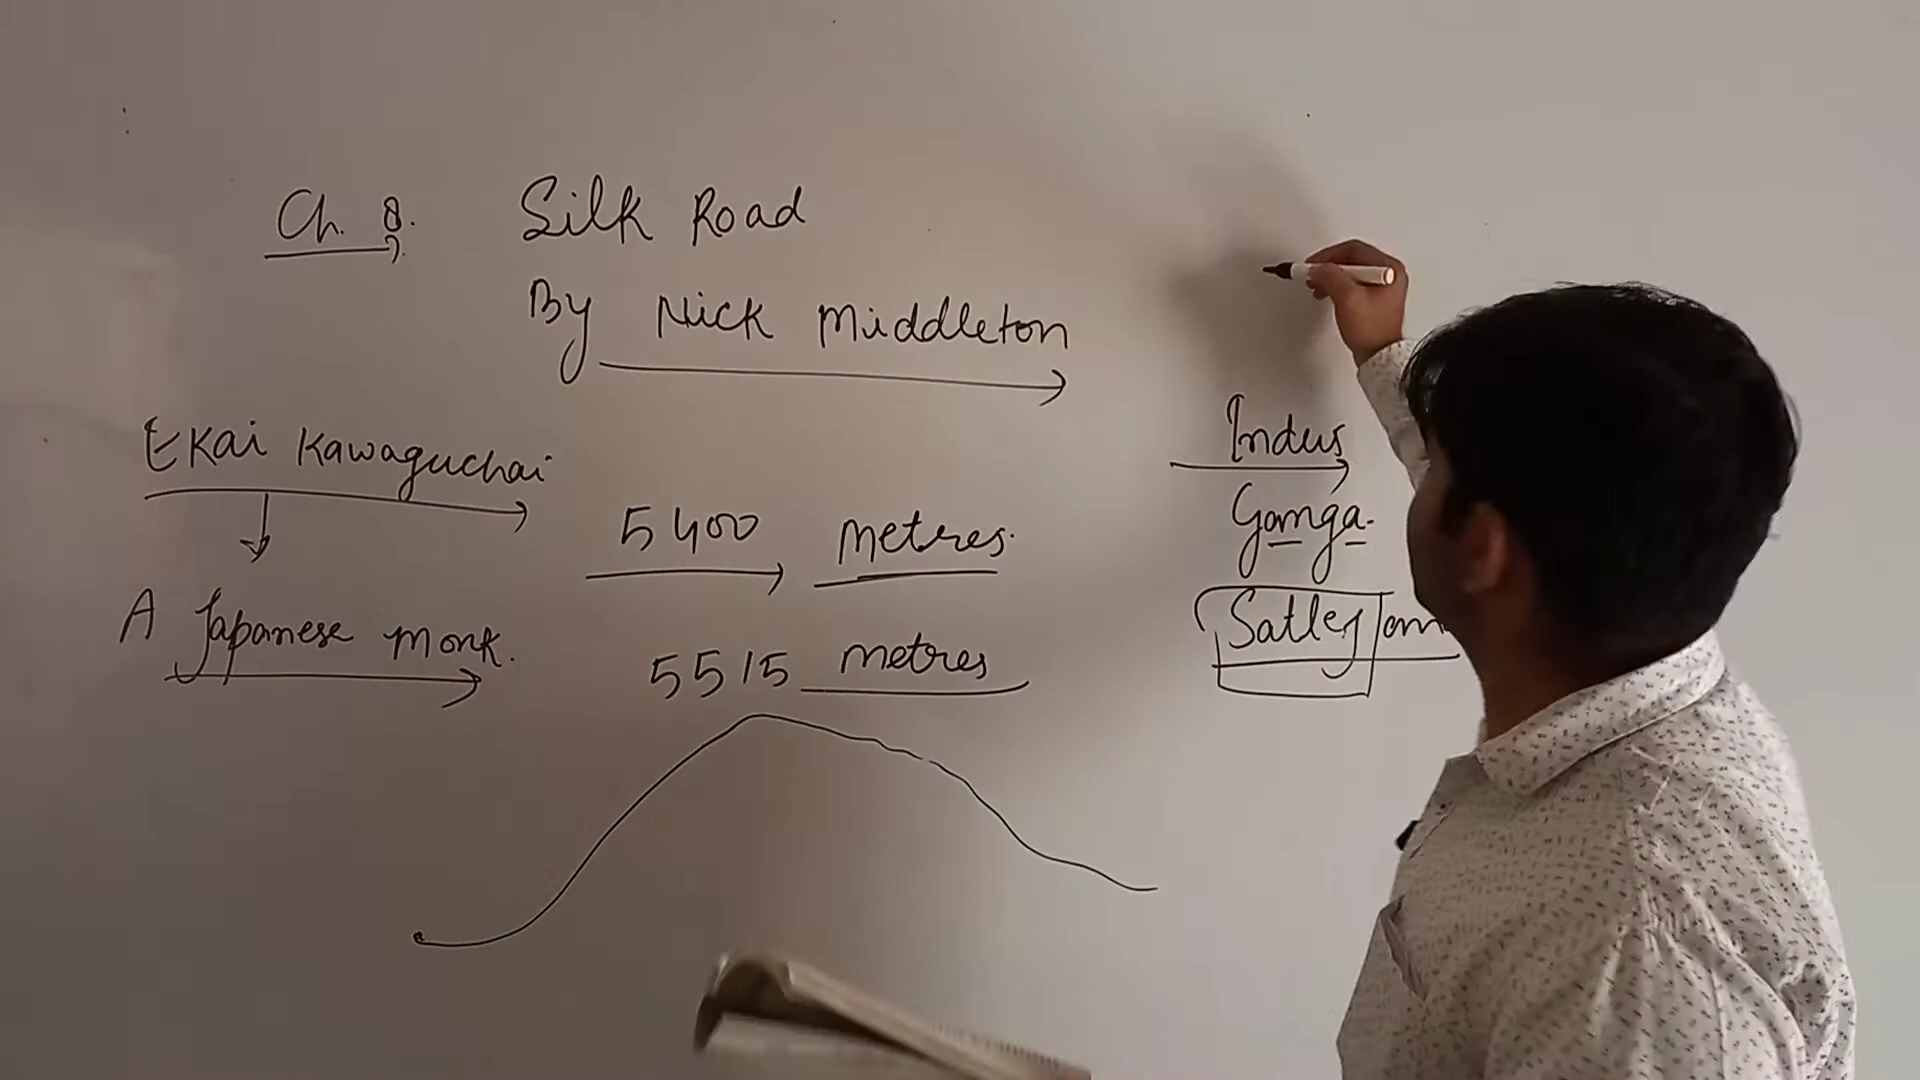 Ch. 8. Silk Road
By Nick Middleton
Ekai Kawaguchai
A Japanese monk.
5400 metres.
5515 metres
Indus
Ganga.
Satlej